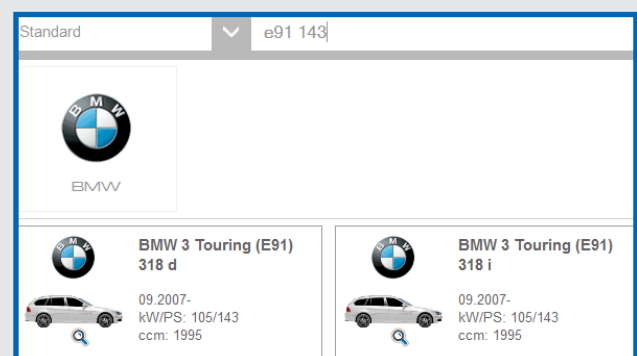 Standard
e91 143
BMW
BMW
BMW 3 Touring (E91)
318 d
09.2007-
kW/PS: 105/143
ccm: 1995
BMW
BMW 3 Touring (E91)
318 i
09.2007-
kW/PS: 105/143
ccm: 1995
BMW